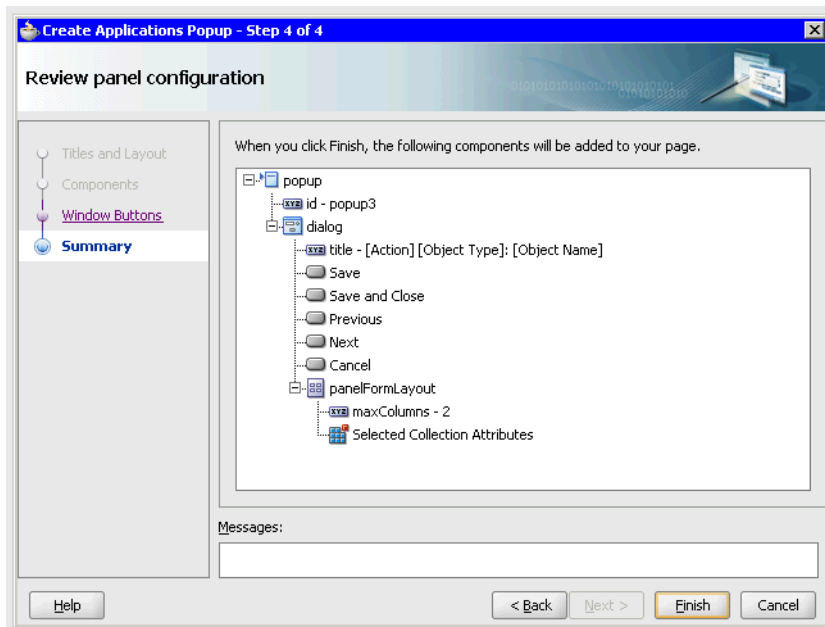 Create Applications Popup - Step 4 of 4
Review panel configuration
Titles and Layout
Components
Window Buttons
Summary
When you click Finish, the following components will be added to your page.
popup
xyz id - popup3
dialog
xyz title - [Action] [Object Type]: [Object Name]
Save
Save and Close
Previous
Next
Cancel
panelFormLayout
xyz maxColumns - 2
Selected Collection Attributes
Messages:
Help
< Back
Next >
Finish
Cancel